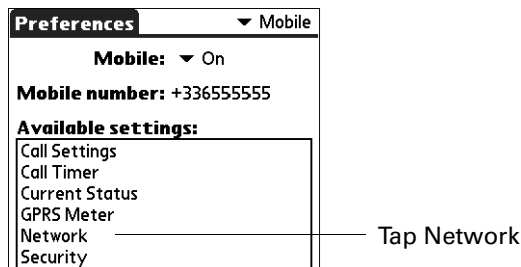 Preferences Mobile
Mobile: On
Mobile number: +336555555
Available settings:
Call Settings
Call Timer
Current Status
GPRS Meter
Network Tap Network
Security